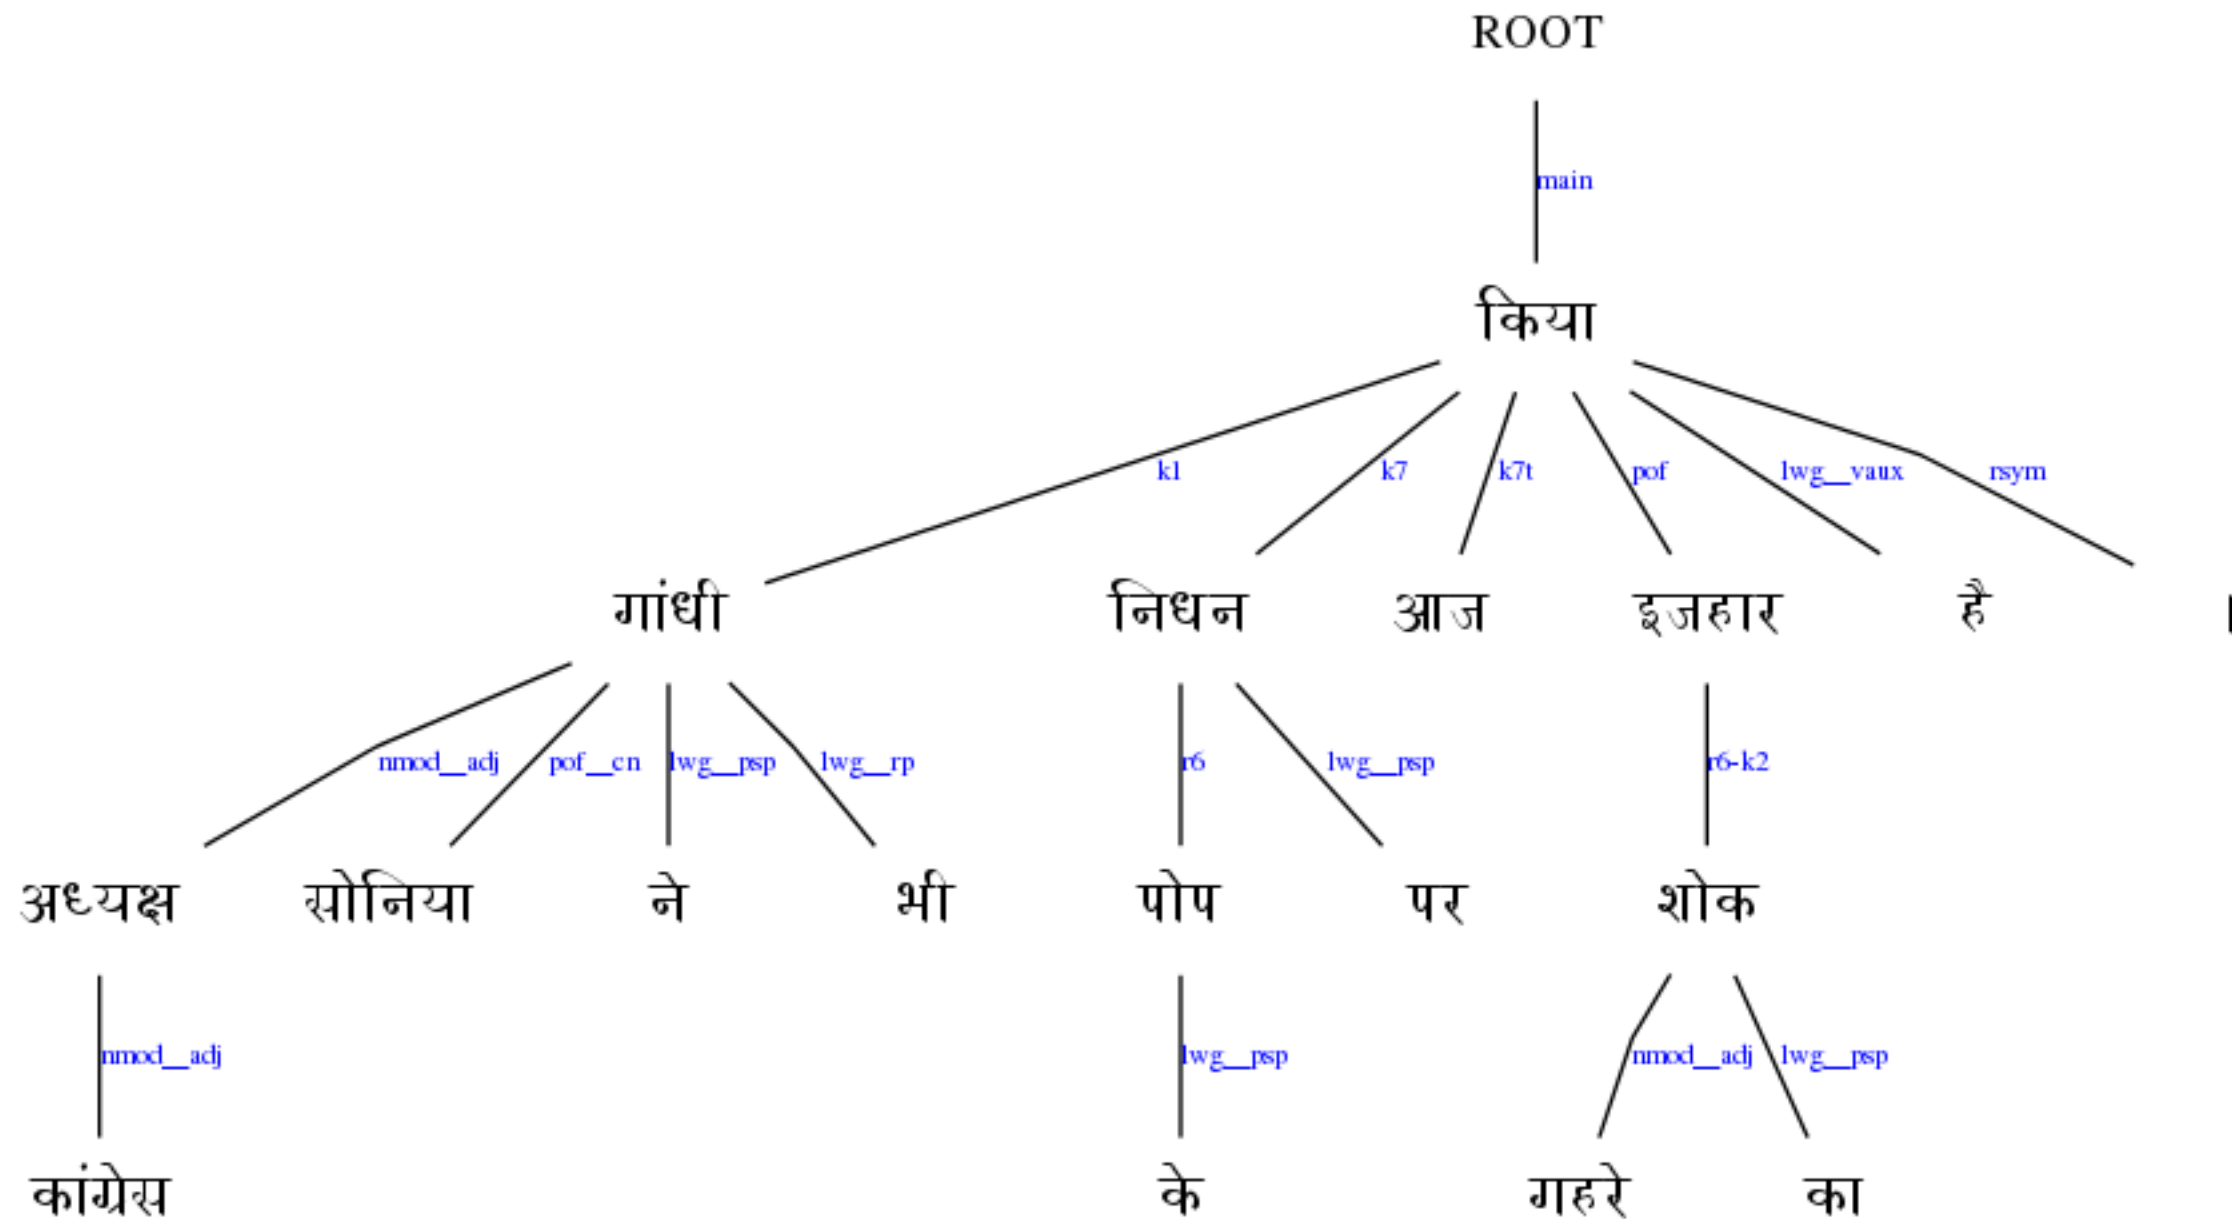 ROOT
main
किया
k1 k7 k7t pof lwg__vaux rsym
गांधी निधन आज इजहार है ।
nmod__adj pof__cn lwg__psp lwg__rp r6 lwg__psp r6-k2
अध्यक्ष सोनिया ने भी पोप पर शोक
nmod__adj lwg__psp nmod__adj lwg__psp
कांग्रेस के गहरे का